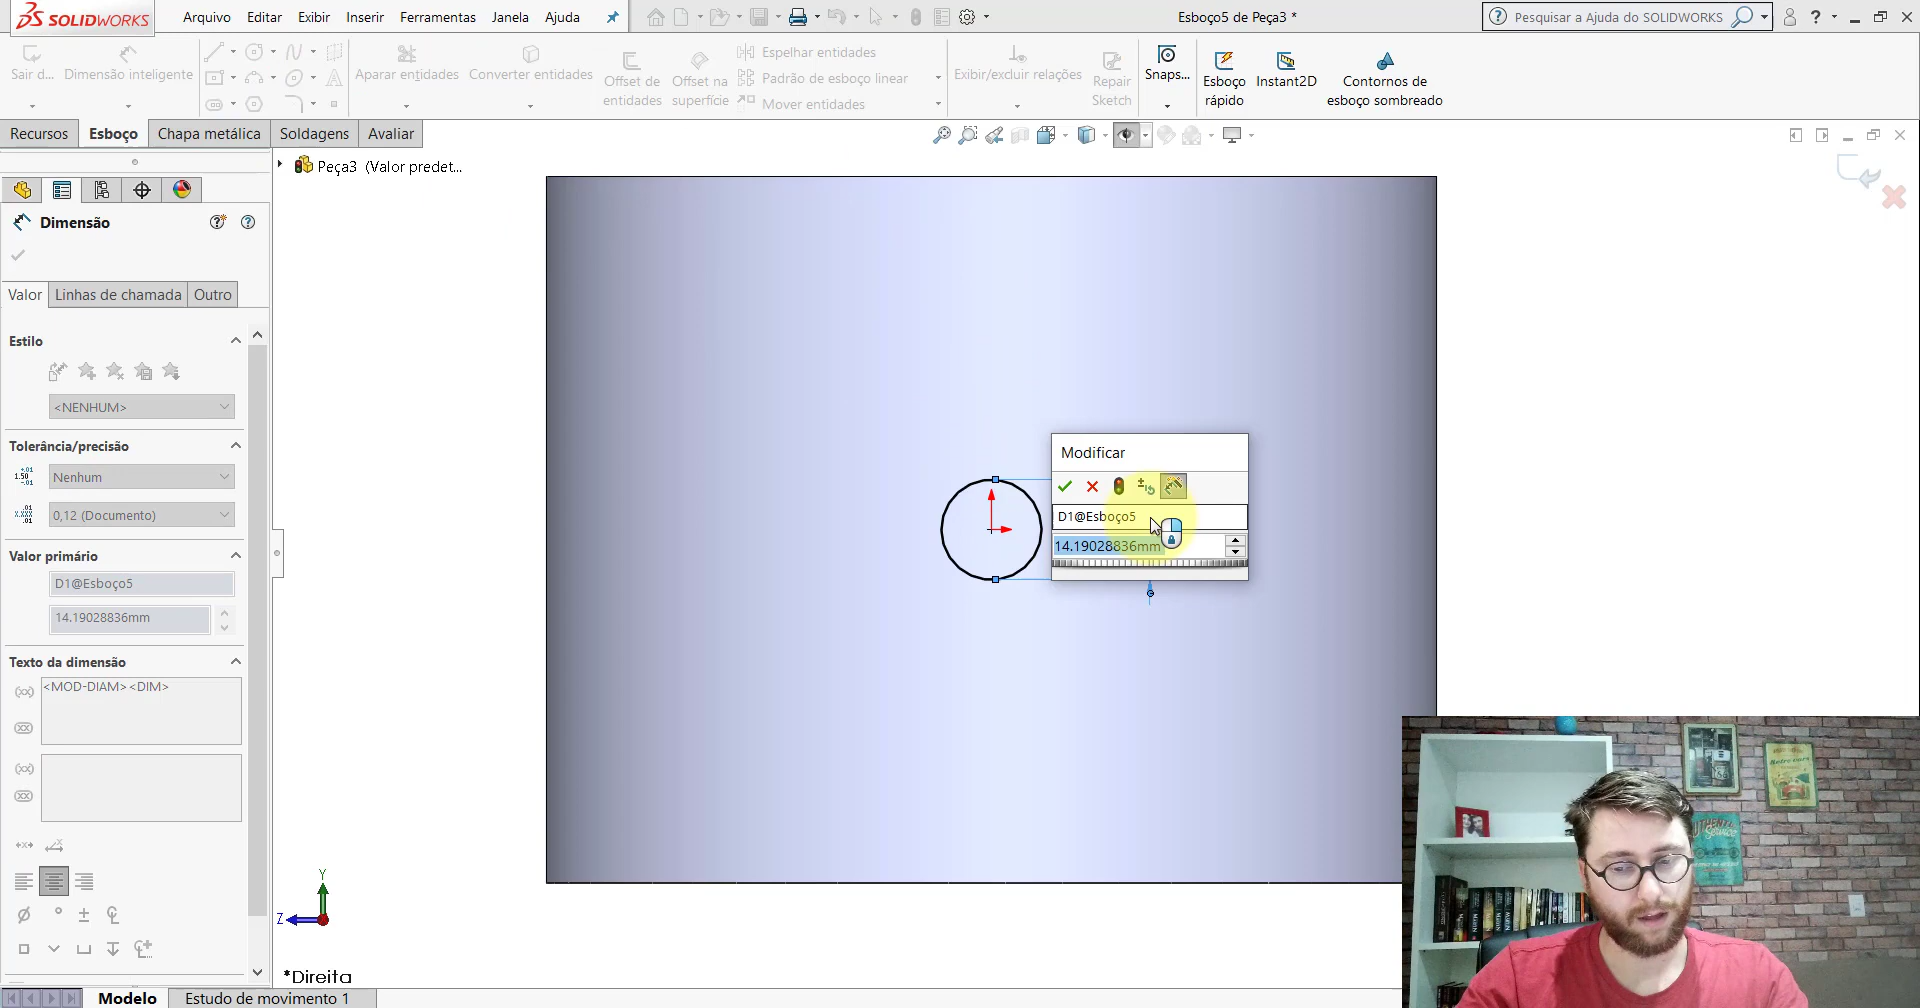 SOLIDWORKS
Arquivo Editar Exibir Inserir Ferramentas Janela Ajuda
Esboço5 de Peça3 *
Pesquisar a Ajuda do SOLIDWORKS
Sair d...
Dimensão inteligente
Aparar entidades
Converter entidades
Offset de entidades
Offset na superfície
Espelhar entidades
Padrão de esboço linear
Mover entidades
Exibir/excluir relações
Repair Sketch
Snaps...
Esboço rápido
Instant2D
Contornos de esboço sombreado
Recursos Esboço Chapa metálica Soldagens Avaliar
Peça3 (Valor predet...
Dimensão
Valor Linhas de chamada Outro
Estilo
<NENHUM>
Tolerância/precisão
Nenhum
0,12 (Documento)
Valor primário
D1@Esboço5
14.19028836mm
Texto da dimensão
<MOD-DIAM><DIM>
Modificar
D1@Esboço5
14.19028836mm
Y
Z
*Direita
Modelo Estudo de movimento 1